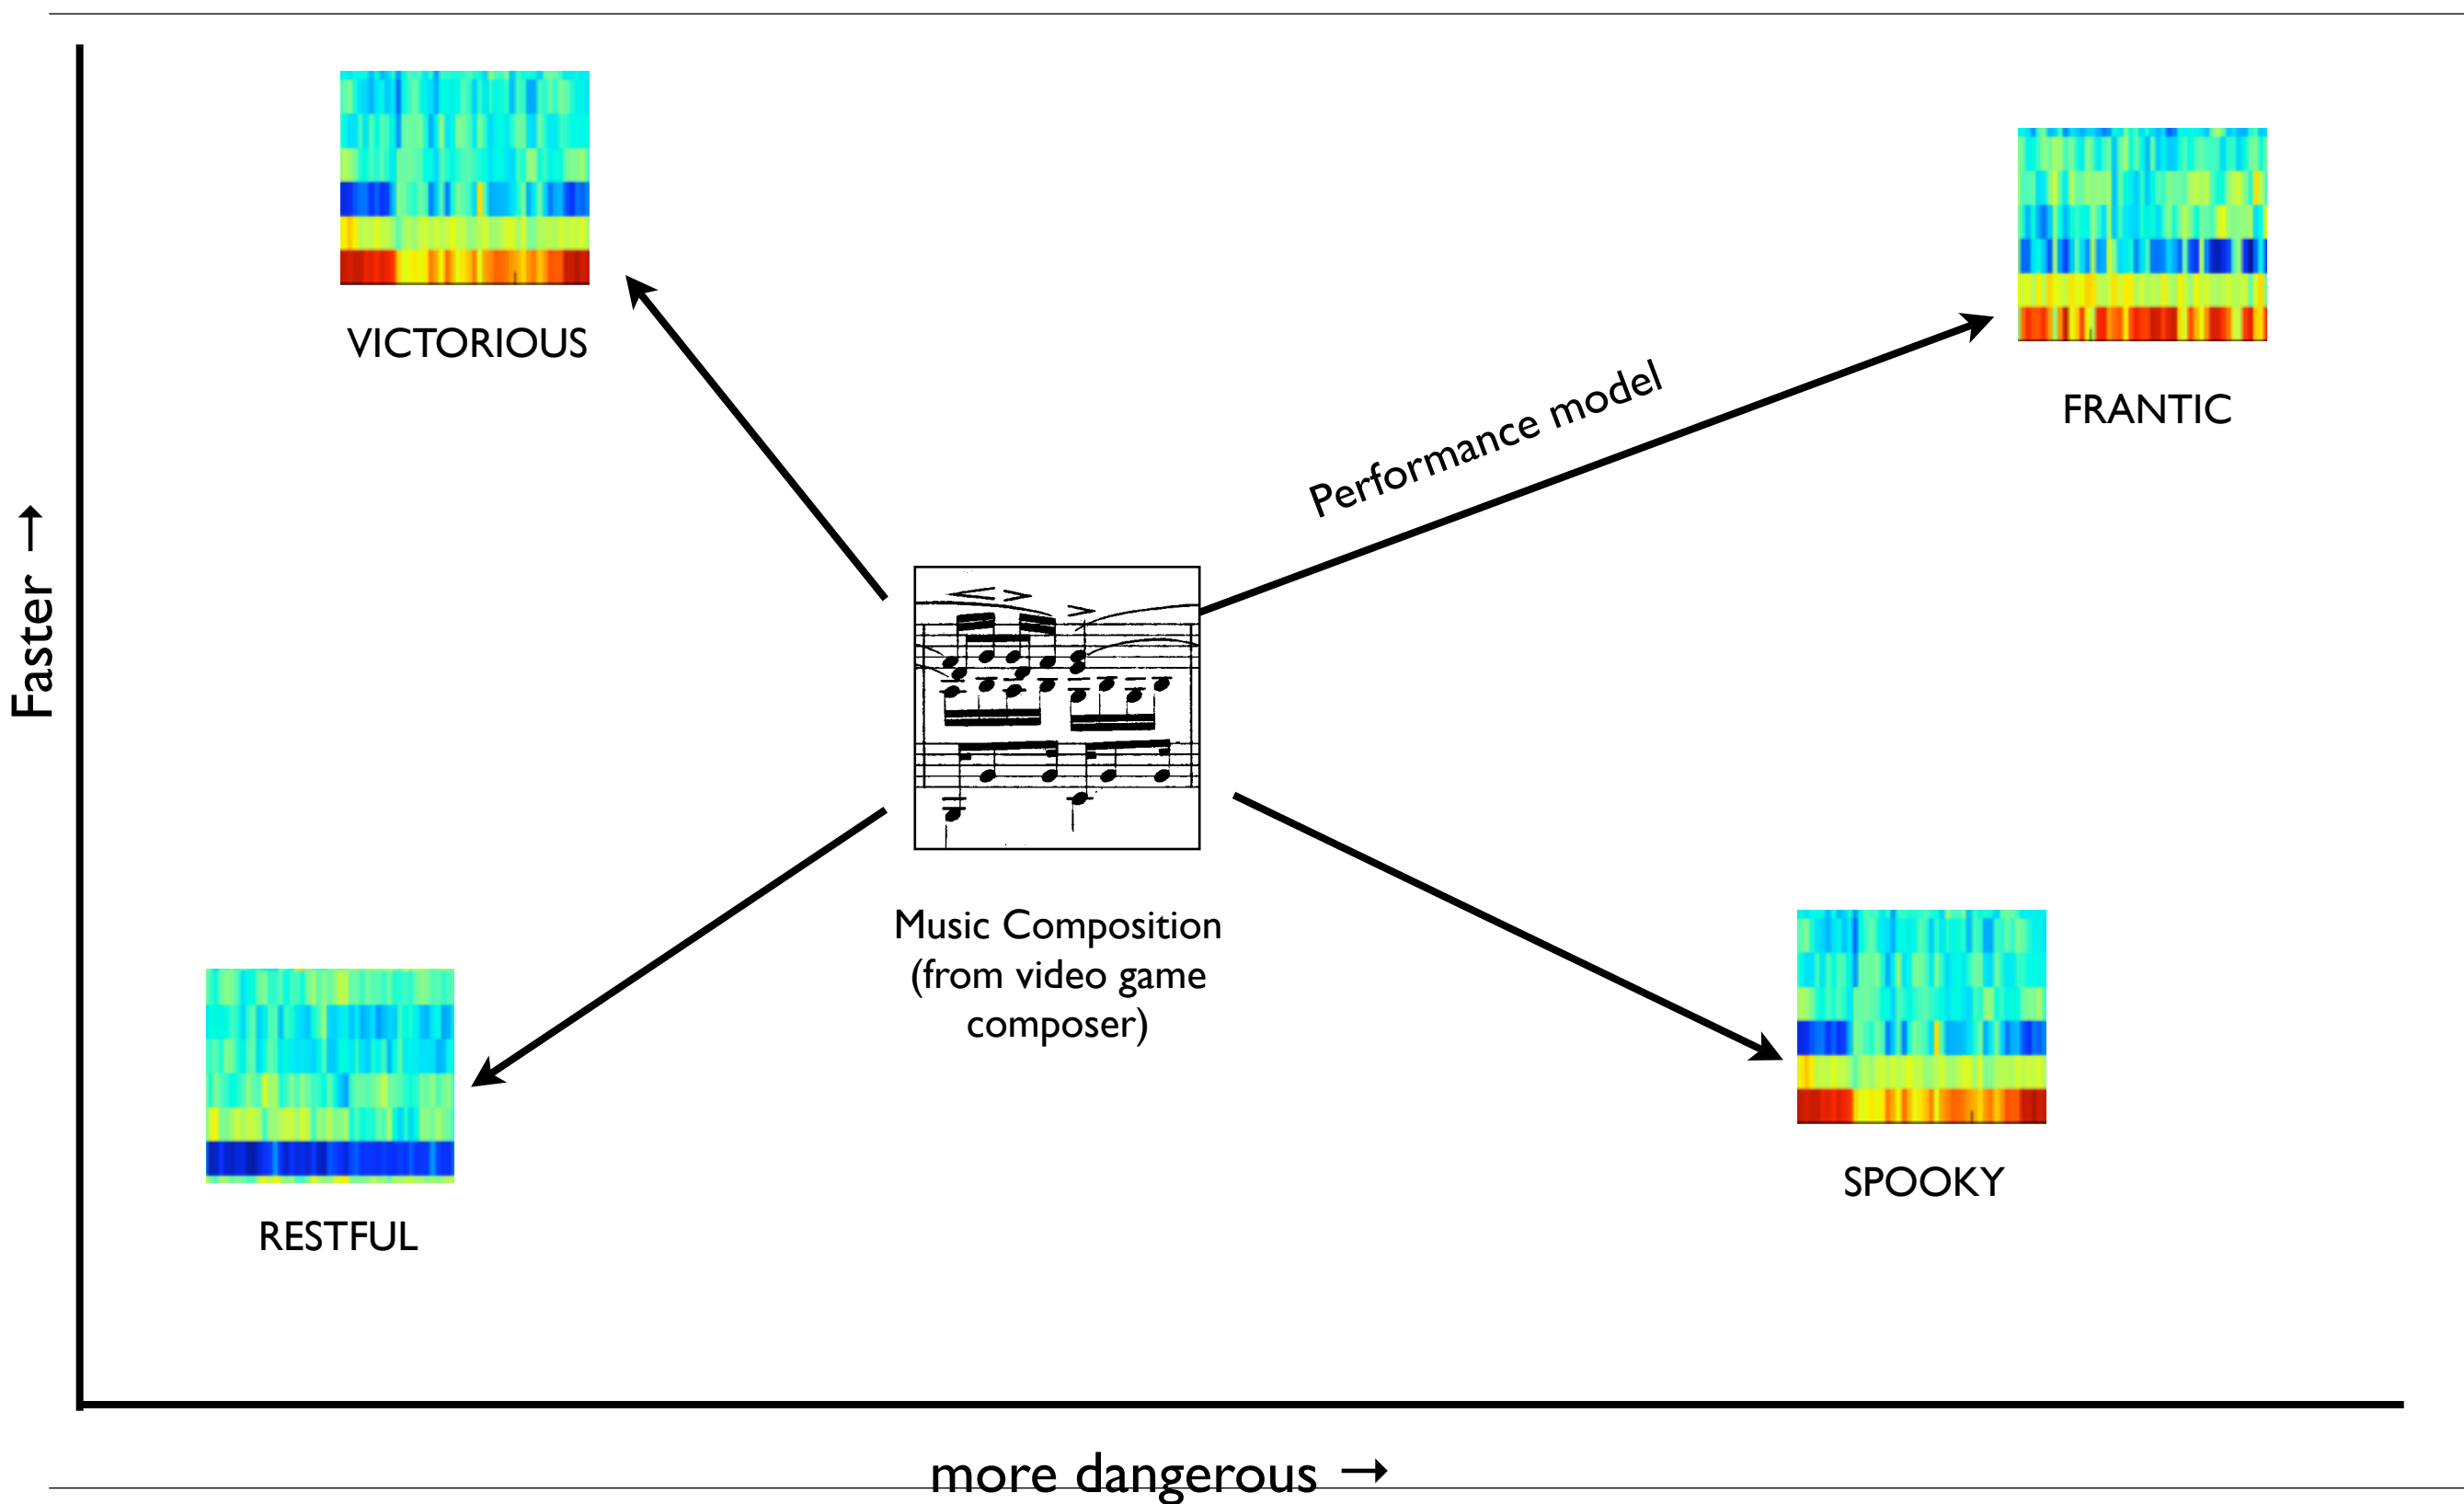 VICTORIOUS
FRANTIC
Performance model
Faster →
Music Composition
(from video game
composer)
SPOOKY
RESTFUL
more dangerous →